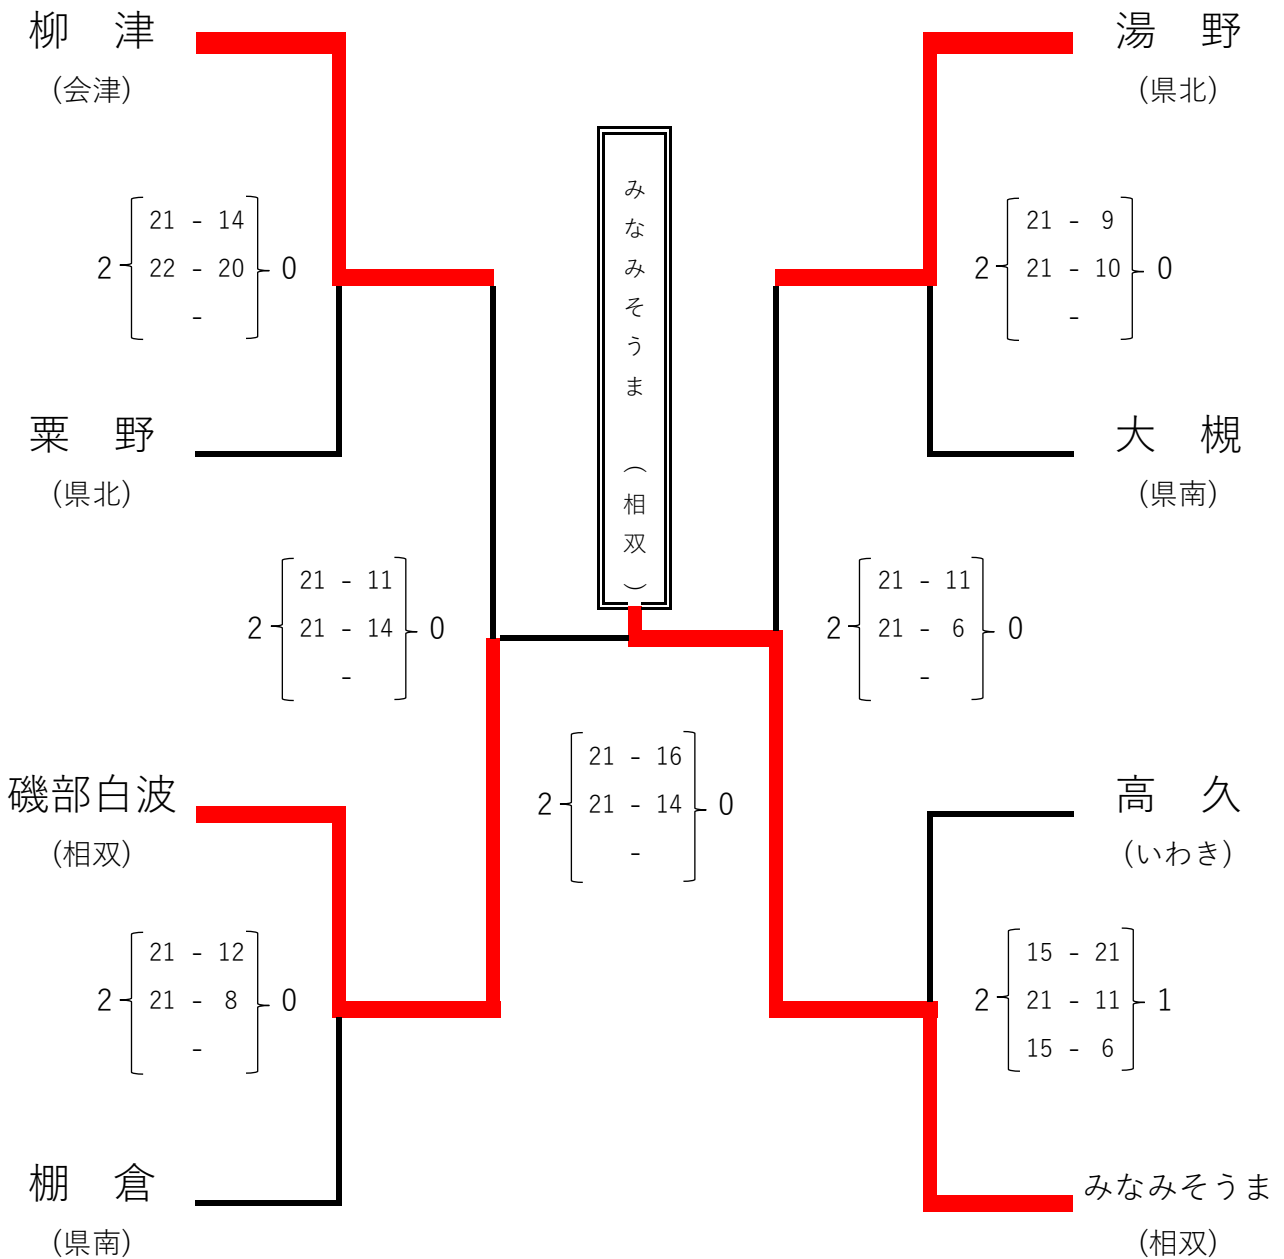 柳　津
(会津)
2 21 - 14 0
22 - 20
-
粟　野
(県北)
2 21 - 11 0
21 - 14
-
磯部白波
(相双)
2 21 - 12 0
21 - 8
-
棚　倉
(県南)
みなみそうま　(相双)
2 21 - 16 0
21 - 14
-
湯　野
(県北)
2 21 - 9 0
21 - 10
-
大　槻
(県南)
2 21 - 11 0
21 - 6
-
高　久
(いわき)
2 15 - 21 1
21 - 11
15 - 6
みなみそうま
(相双)